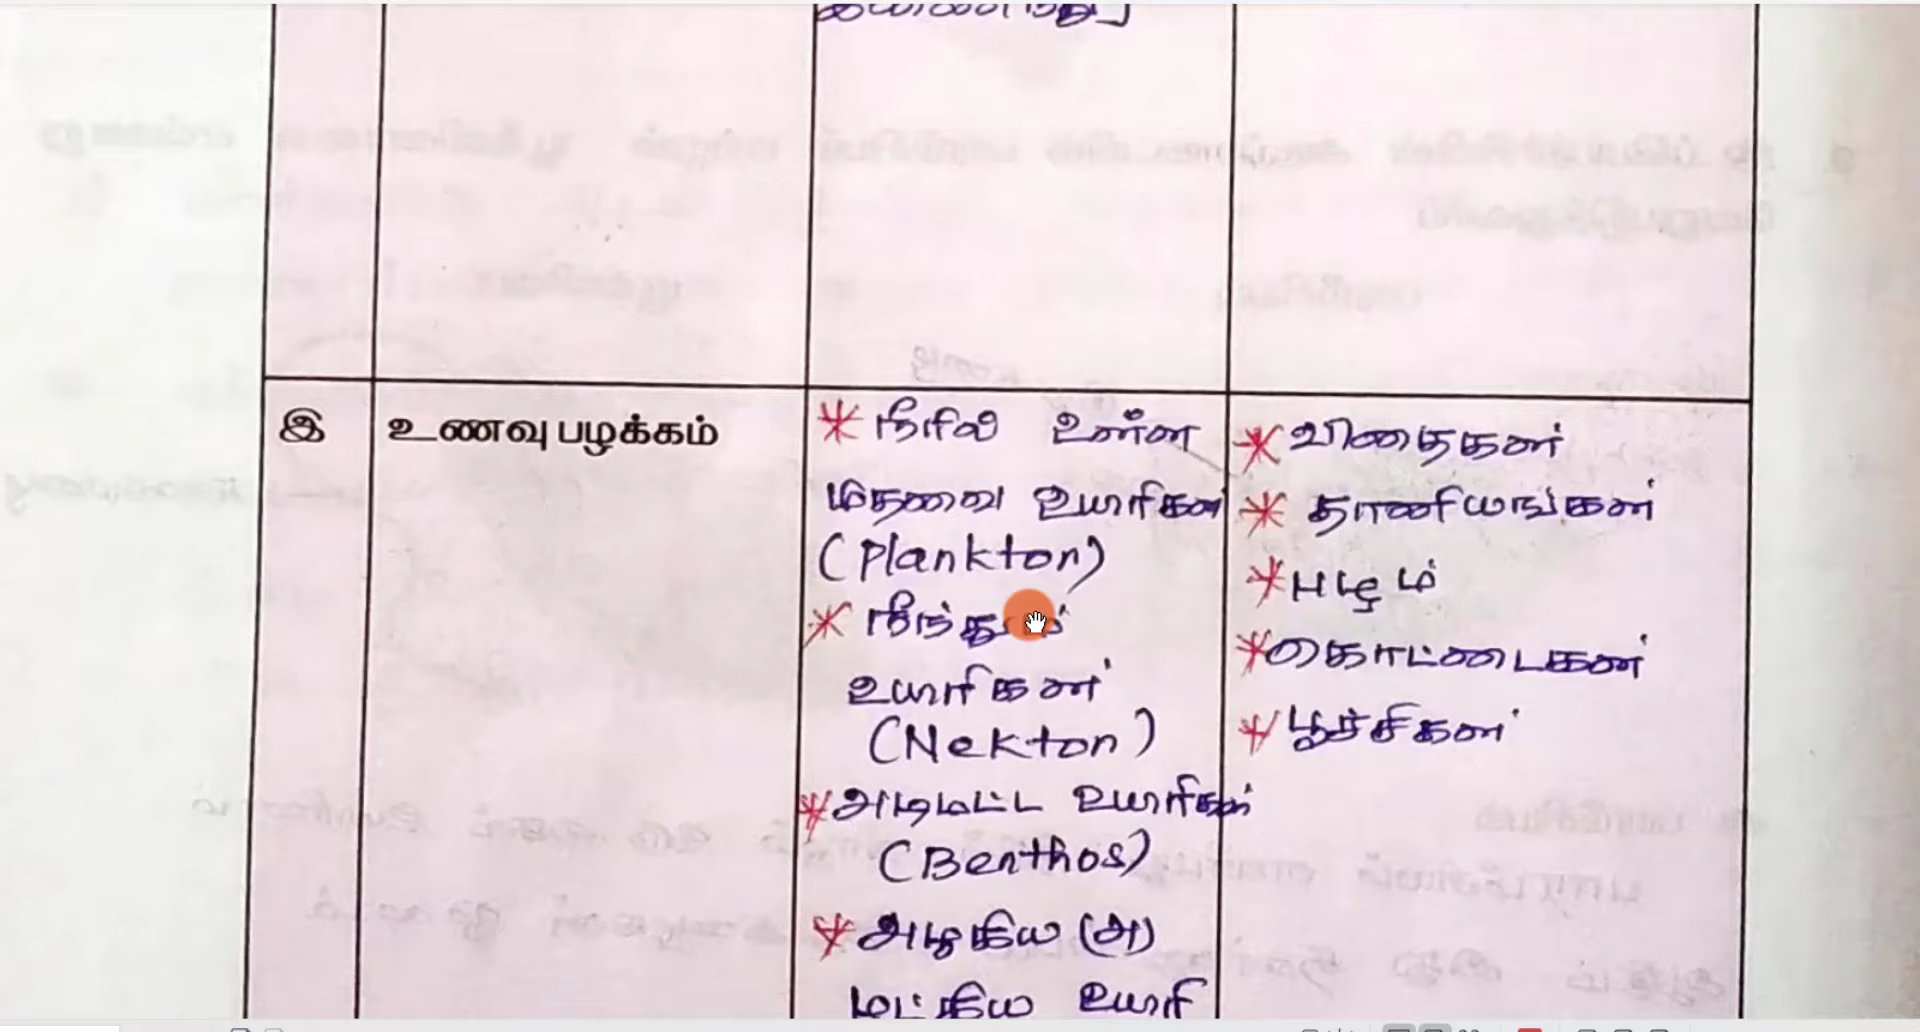 இ
உணவு பழக்கம்
* நீரில் உள்ள
மிதவை உயிரிகள்
(Plankton)
* நீந்தும்
உயிரிகள்
(Nekton)
* அடிமட்ட உயிரிகள்
(Benthos)
* அழுகிய (அ)
மட்கிய உயிரி
* விதைகள்
* தானியங்கள்
* பழம்
* கொட்டைகள்
* பூச்சிகள்